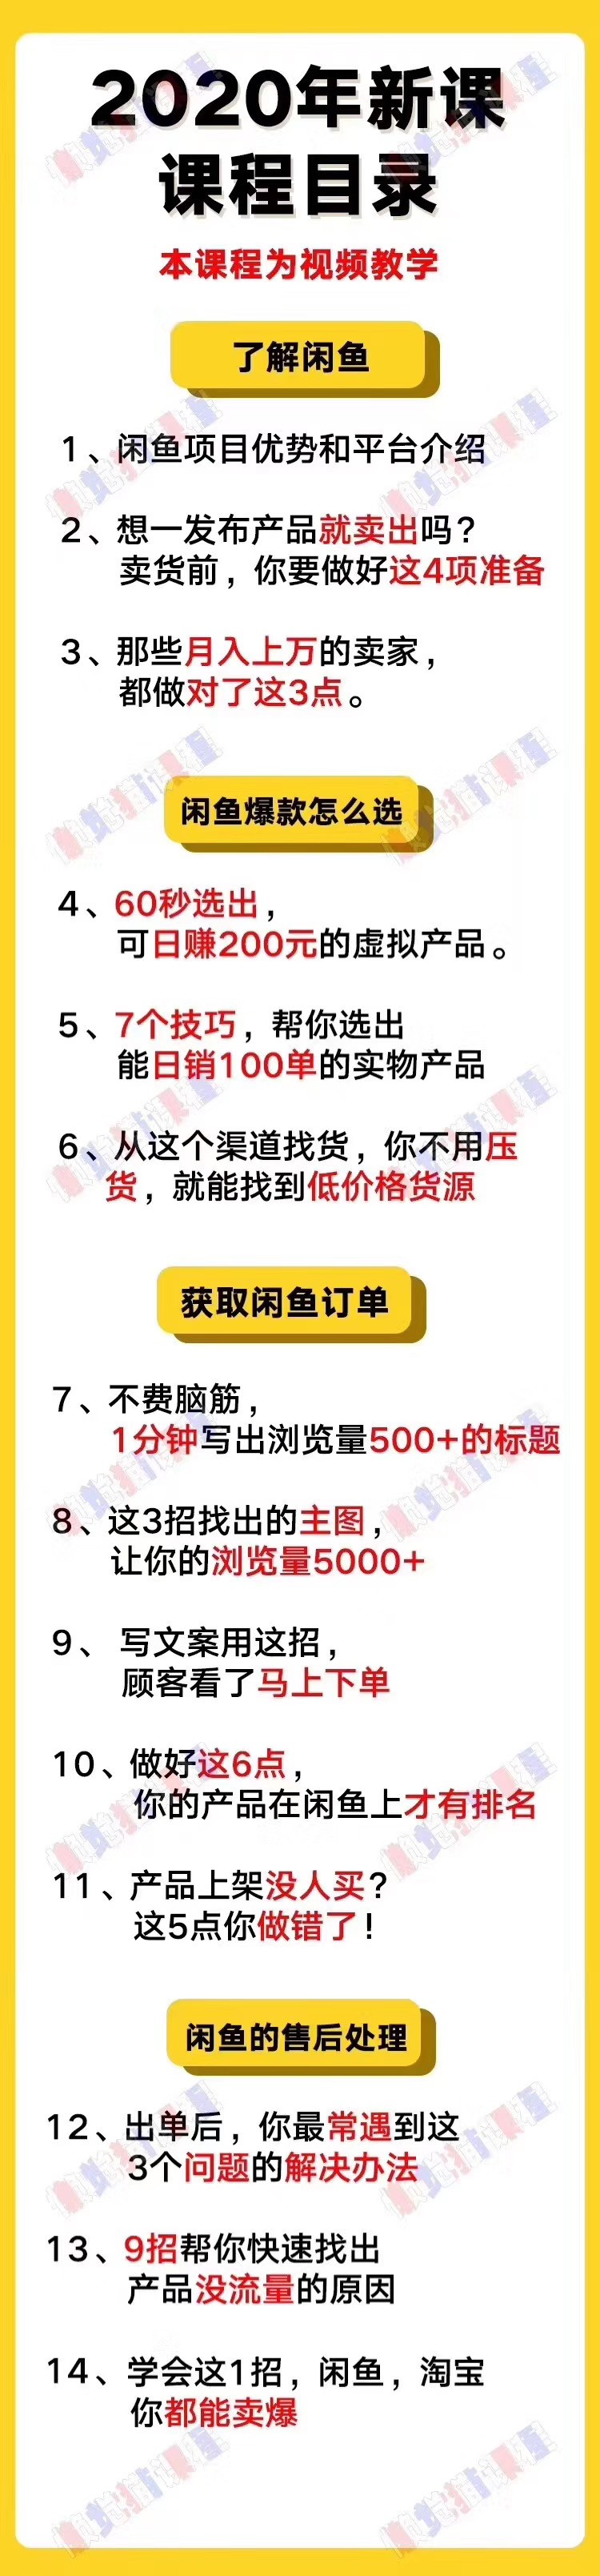 2020年新课
课程目录
本课程为视频教学
了解闲鱼
1、闲鱼项目优势和平台介绍
2、想一发布产品就卖出吗?
卖货前，你要做好这4项准备
3、那些月入上万的卖家，
都做对了这3点。
闲鱼爆款怎么选
4、60秒选出，
可日赚200元的虚拟产品。
5、7个技巧，帮你选出
能日销100单的实物产品
6、从这个渠道找货，你不用压
货，就能找到低价格货源
获取闲鱼订单
7、不费脑筋，
1分钟写出浏览量500+的标题
8、这3招找出的主图，
让你的浏览量5000+
9、写文案用这招，
顾客看了马上下单
10、做好这6点，
你的产品在闲鱼上才有排名
11、产品上架没人买?
这5点你做错了!
闲鱼的售后处理
12、出单后，你最常遇到这
3个问题的解决办法
13、9招帮你快速找出
产品没流量的原因
14、学会这1招，闲鱼，淘宝
你都能卖爆